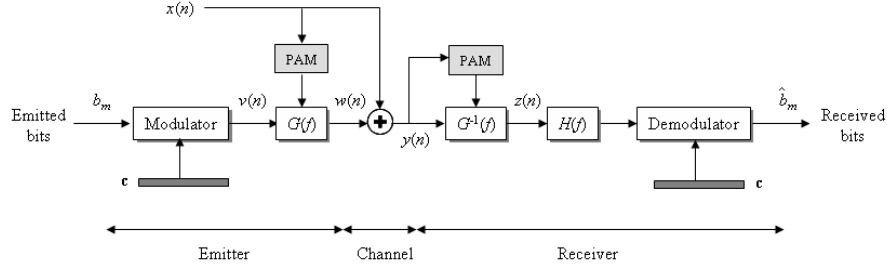 x(n)
PAM
PAM
Emitted
bits
b_m
Modulator
v(n)
G(f)
w(n)
+
y(n)
G⁻¹(f)
z(n)
H(f)
Demodulator
b̂_m
Received
bits
c
c
Emitter
Channel
Receiver